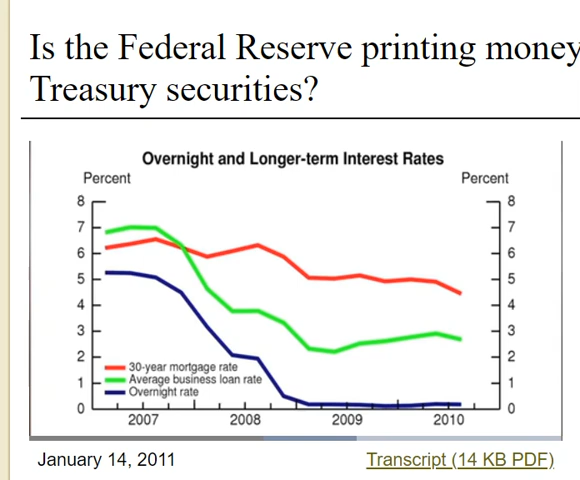 Is the Federal Reserve printing money
Treasury securities?
Overnight and Longer-term Interest Rates
Percent Percent
8 8
7 7
6 6
5 5
4 4
3 3
2 2
30-year mortgage rate
1 Average business loan rate 1
Overnight rate
0 0
2007 2008 2009 2010
January 14, 2011 Transcript (14 KB PDF)